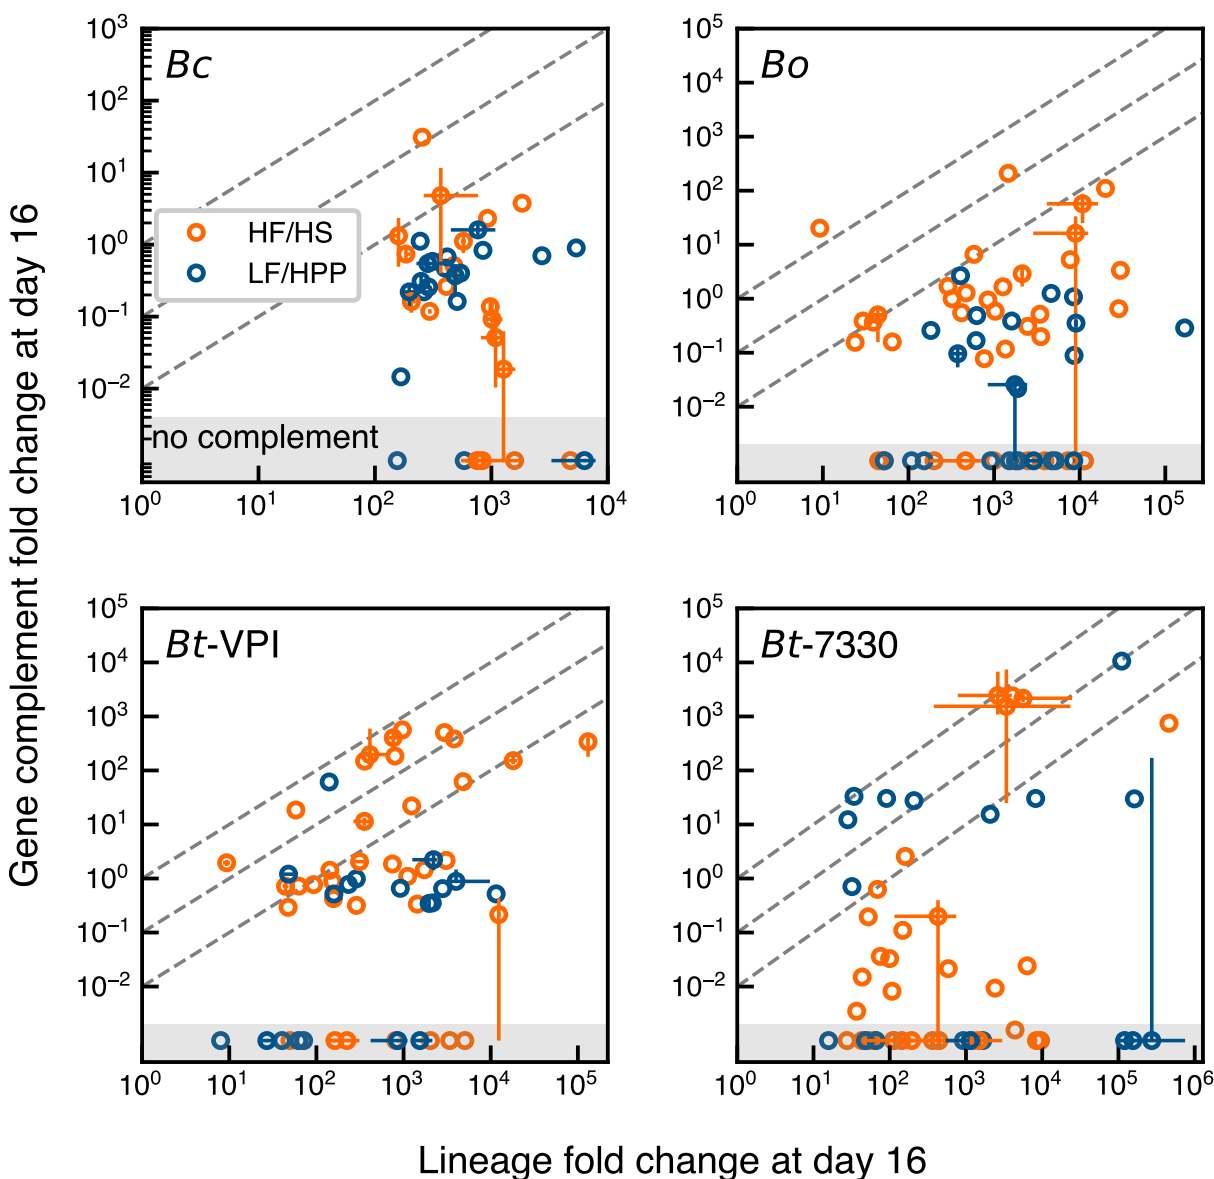 Gene complement fold change at day 16
Bc
10³
10²
10¹
10⁰
10⁻¹
10⁻²
HF/HS
LF/HPP
no complement
10⁰ 10¹ 10² 10³ 10⁴
Bo
10⁵
10⁴
10³
10²
10¹
10⁰
10⁻¹
10⁻²
10⁰ 10¹ 10² 10³ 10⁴ 10⁵
Bt-VPI
10⁵
10⁴
10³
10²
10¹
10⁰
10⁻¹
10⁻²
10⁰ 10¹ 10² 10³ 10⁴ 10⁵
Bt-7330
10⁵
10⁴
10³
10²
10¹
10⁰
10⁻¹
10⁻²
10⁰ 10¹ 10² 10³ 10⁴ 10⁵ 10⁶
Lineage fold change at day 16